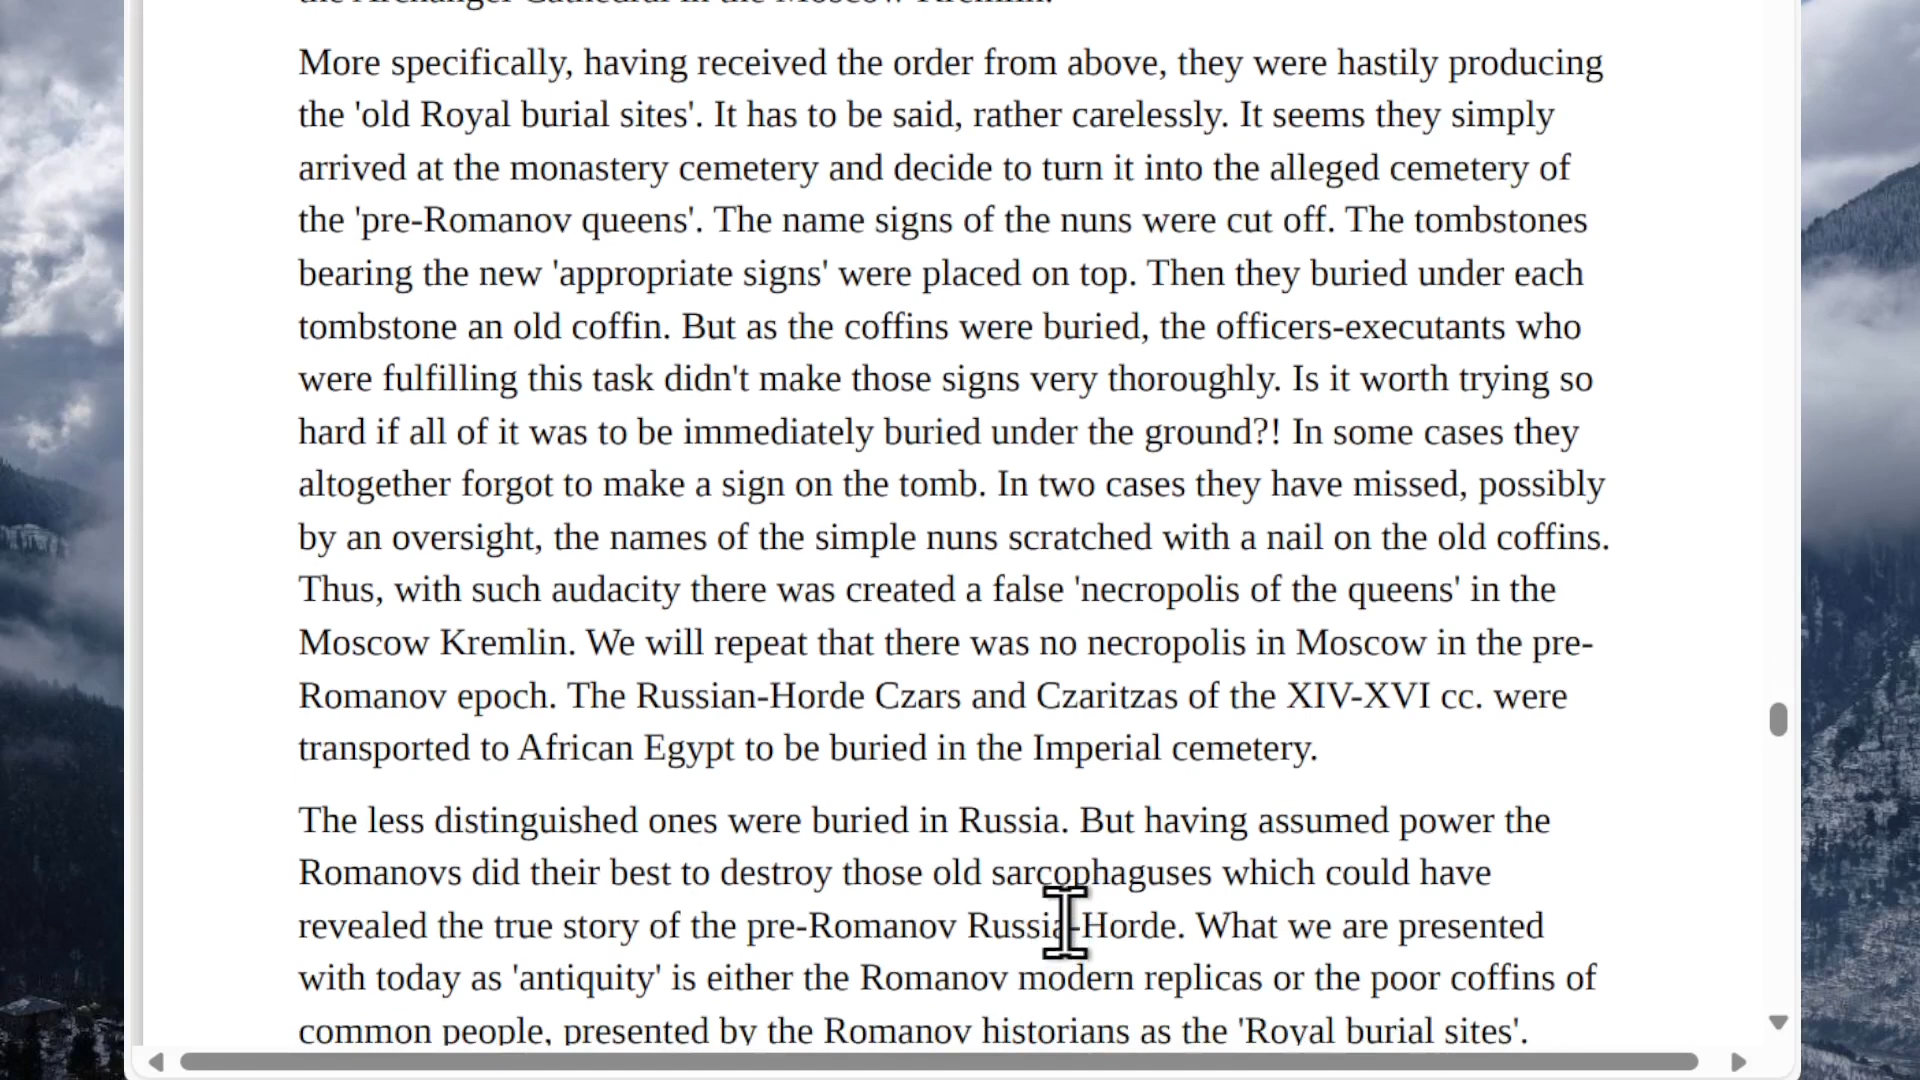 the Archangel Cathedral in the Moscow Kremlin.
More specifically, having received the order from above, they were hastily producing
the 'old Royal burial sites'. It has to be said, rather carelessly. It seems they simply
arrived at the monastery cemetery and decide to turn it into the alleged cemetery of
the 'pre-Romanov queens'. The name signs of the nuns were cut off. The tombstones
bearing the new 'appropriate signs' were placed on top. Then they buried under each
tombstone an old coffin. But as the coffins were buried, the officers-executants who
were fulfilling this task didn't make those signs very thoroughly. Is it worth trying so
hard if all of it was to be immediately buried under the ground?! In some cases they
altogether forgot to make a sign on the tomb. In two cases they have missed, possibly
by an oversight, the names of the simple nuns scratched with a nail on the old coffins.
Thus, with such audacity there was created a false 'necropolis of the queens' in the
Moscow Kremlin. We will repeat that there was no necropolis in Moscow in the pre-
Romanov epoch. The Russian-Horde Czars and Czaritzas of the XIV-XVI cc. were
transported to African Egypt to be buried in the Imperial cemetery.
The less distinguished ones were buried in Russia. But having assumed power the
Romanovs did their best to destroy those old sarcophaguses which could have
revealed the true story of the pre-Romanov Russia-Horde. What we are presented
with today as 'antiquity' is either the Romanov modern replicas or the poor coffins of
common people, presented by the Romanov historians as the 'Royal burial sites'.